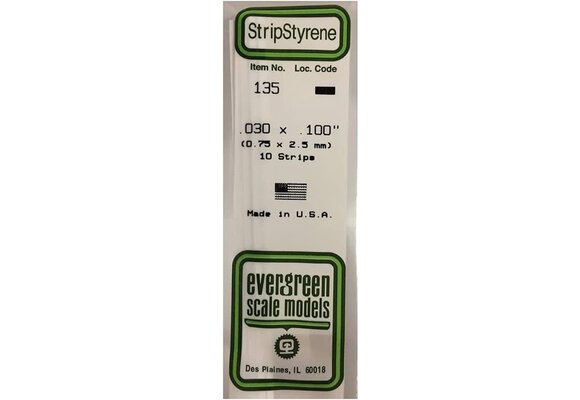 StripStyrene
Item No. Loc. Code
135
.030 x .100"
(0.75 x 2.5 mm)
10 Strips
Made in U.S.A.
evergreen
scale models
Des Plaines, IL 60018